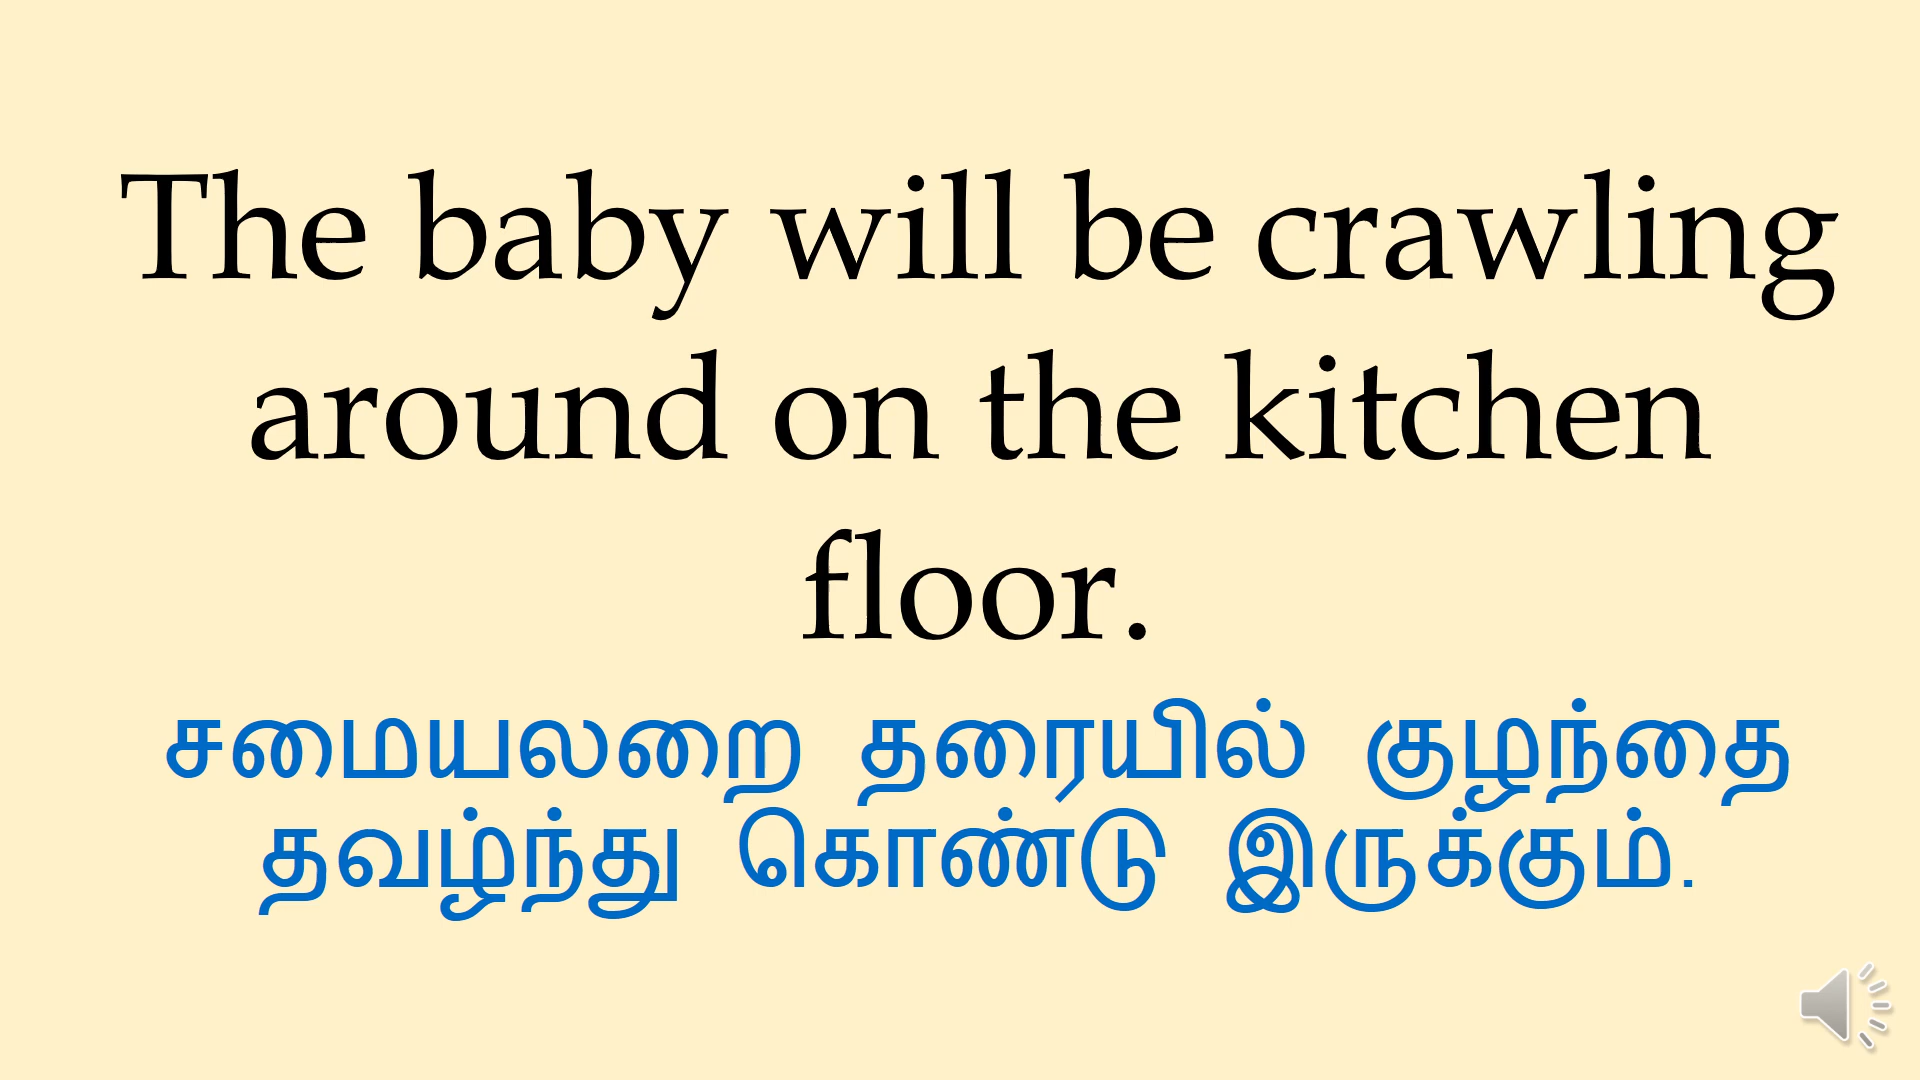 The baby will be crawling
around on the kitchen
floor.
சமையலறை தரையில் குழந்தை
தவழ்ந்து கொண்டு இருக்கும்.